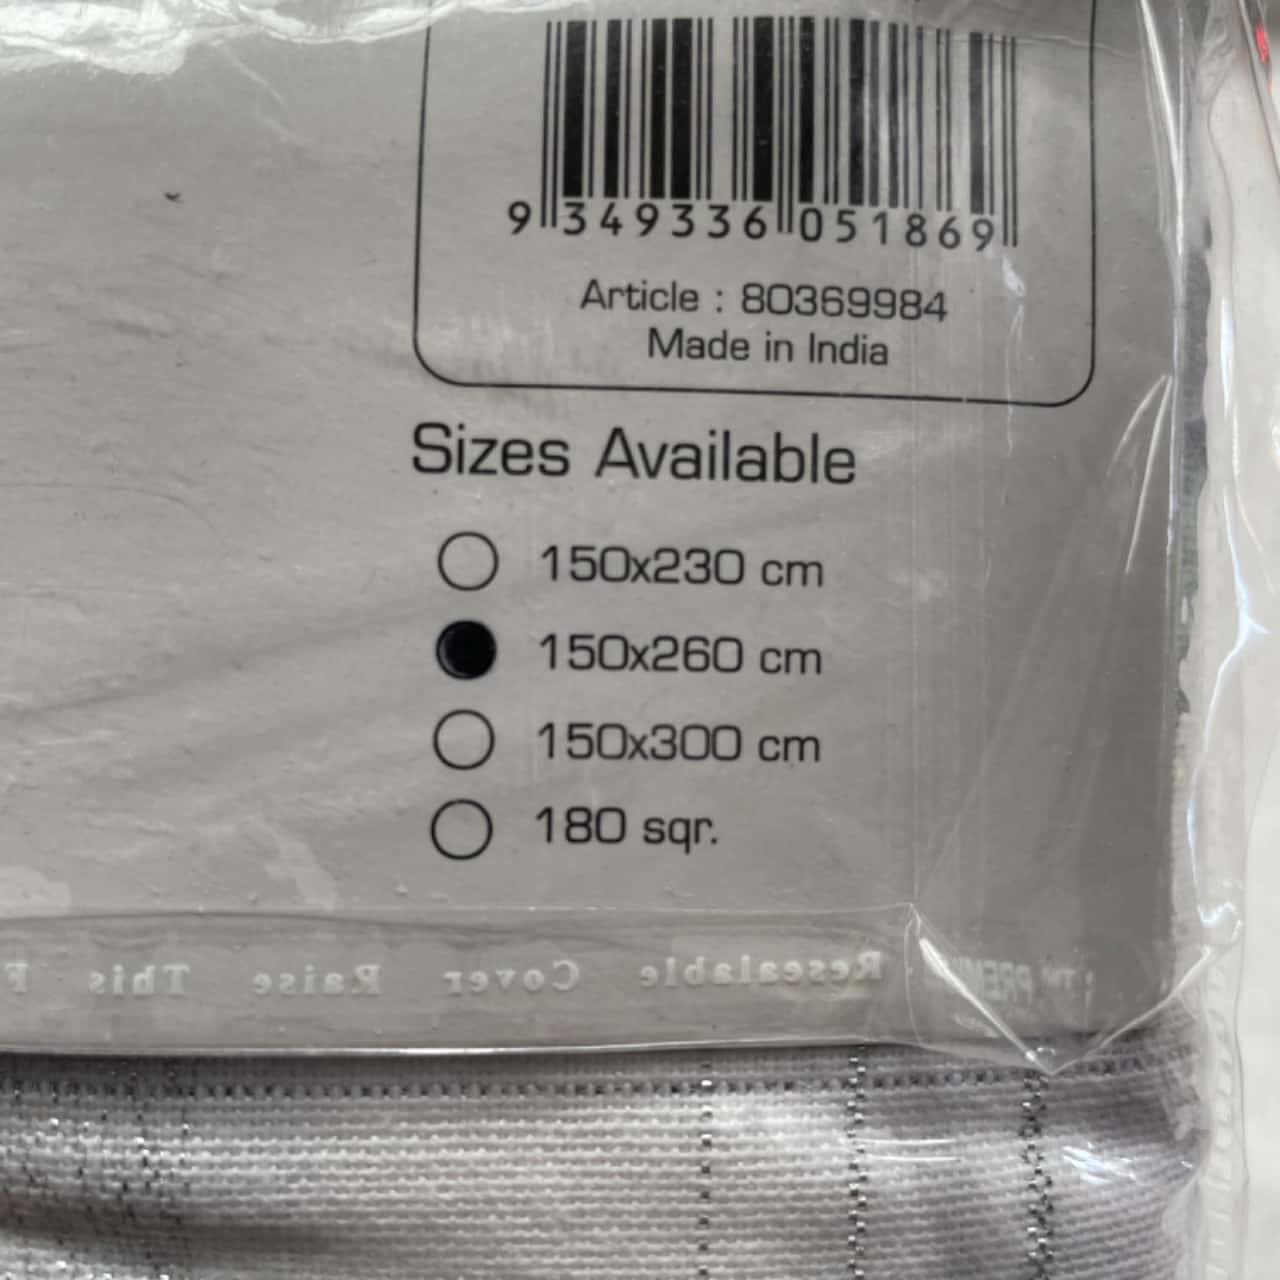 9 349336 051869
Article : 80369984
Made in India
Sizes Available
150x230 cm
150x260 cm
150x300 cm
180 sqr.
Resealable Cover Raise This